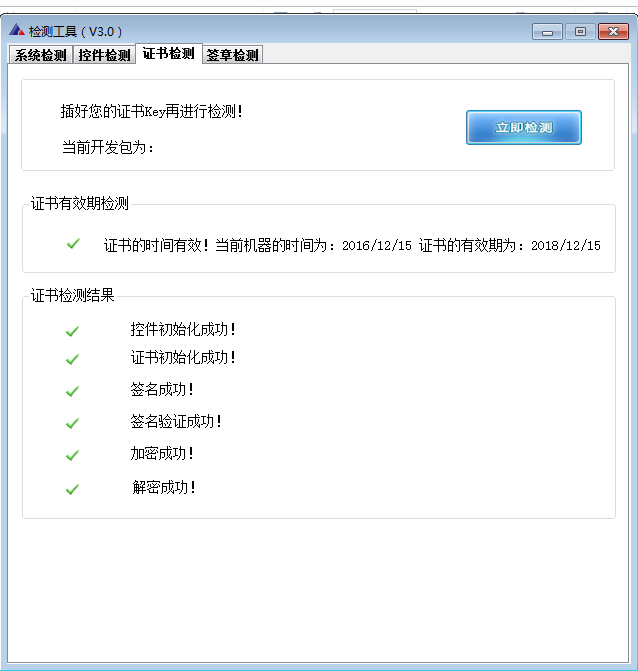 检测工具（V3.0）
系统检测 控件检测 证书检测 签章检测
插好您的证书Key再进行检测！
立即检测
当前开发包为：
证书有效期检测
证书的时间有效！当前机器的时间为：2016/12/15 证书的有效期为：2018/12/15
证书检测结果
控件初始化成功！
证书初始化成功！
签名成功！
签名验证成功！
加密成功！
解密成功！